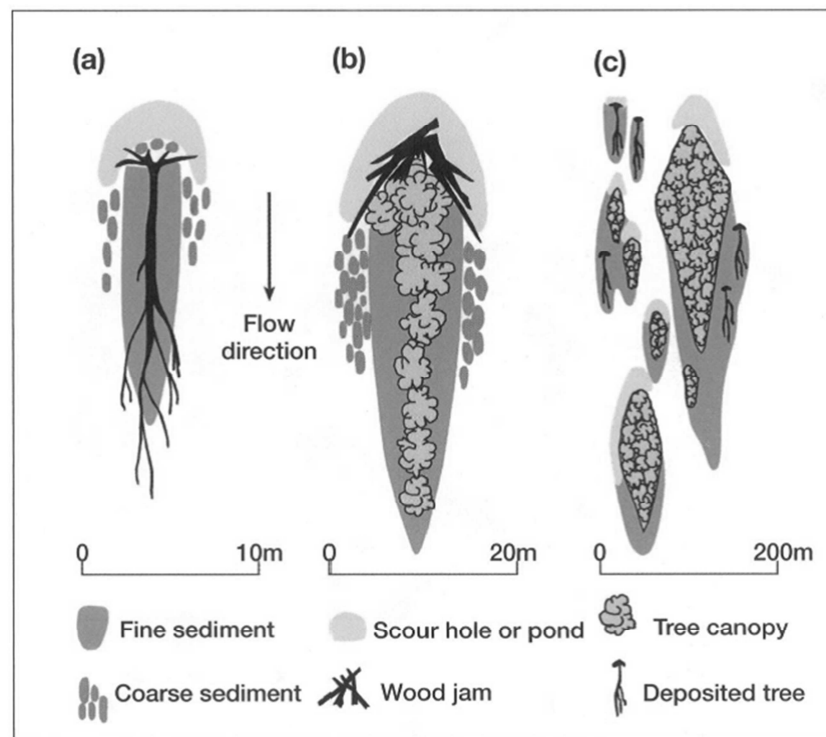 (a)
(b)
(c)
Flow
direction
0 10m
0 20m
0 200m
Fine sediment
Scour hole or pond
Tree canopy
Coarse sediment
Wood jam
Deposited tree